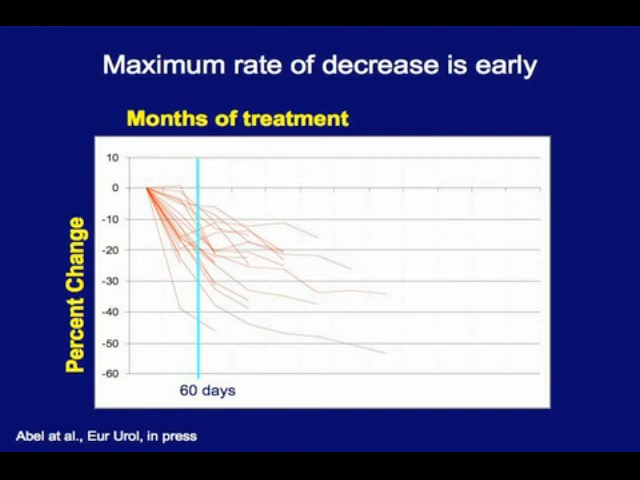 Maximum rate of decrease is early
Months of treatment
Percent Change
10
0
-10
-20
-30
-40
-50
-60
60 days
Abel at al., Eur Urol, in press